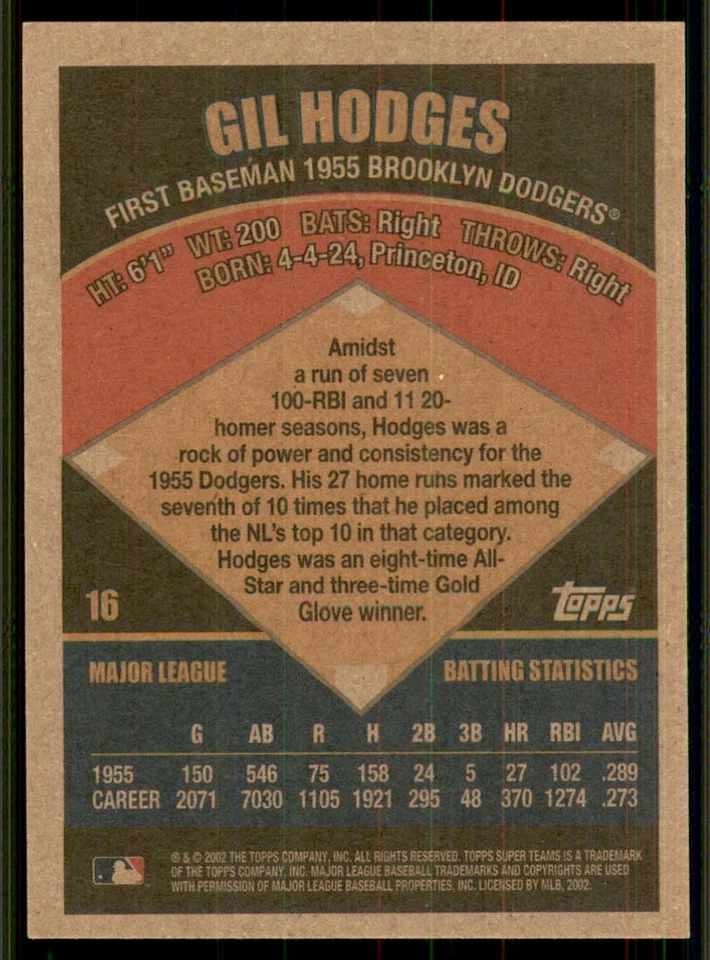 GIL HODGES
FIRST BASEMAN 1955 BROOKLYN DODGERS®
HT: 6'1" WT: 200 BATS: Right THROWS: Right
BORN: 4-4-24, Princeton, ID
Amidst
a run of seven
100-RBI and 11 20-
homer seasons, Hodges was a
rock of power and consistency for the
1955 Dodgers. His 27 home runs marked the
seventh of 10 times that he placed among
the NL's top 10 in that category.
Hodges was an eight-time All-
Star and three-time Gold
Glove winner.
16
topps
MAJOR LEAGUE BATTING STATISTICS
G AB R H 2B 3B HR RBI AVG
1955 150 546 75 158 24 5 27 102 .289
CAREER 2071 7030 1105 1921 295 48 370 1274 .273
® & © 2002 THE TOPPS COMPANY, INC. ALL RIGHTS RESERVED. TOPPS SUPER TEAMS IS A TRADEMARK
OF THE TOPPS COMPANY, INC. MAJOR LEAGUE BASEBALL TRADEMARKS AND COPYRIGHTS ARE USED
WITH PERMISSION OF MAJOR LEAGUE BASEBALL PROPERTIES, INC. LICENSED BY MLB, 2002.